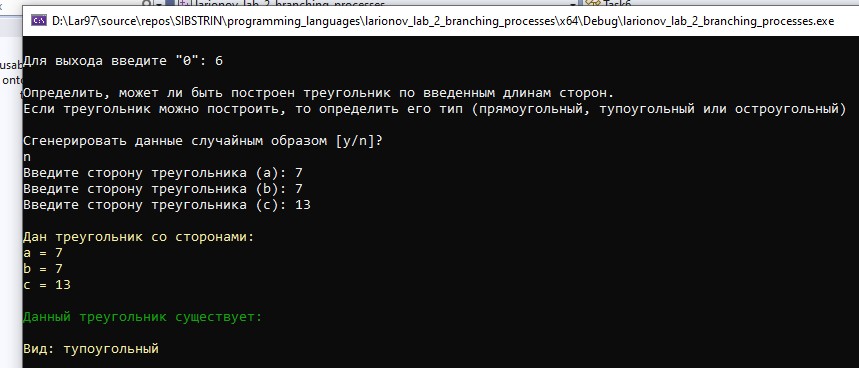 larionov_lab_2_branching_processes
Task6
D:\Lar97\source\repos\SIBSTRIN\programming_languages\larionov_lab_2_branching_processes\x64\Debug\larionov_lab_2_branching_processes.exe
Для выхода введите "0": 6
Определить, может ли быть построен треугольник по введенным длинам сторон.
Если треугольник можно построить, то определить его тип (прямоугольный, тупоугольный или остроугольный)
Сгенерировать данные случайным образом [y/n]?
n
Введите сторону треугольника (a): 7
Введите сторону треугольника (b): 7
Введите сторону треугольника (c): 13
Дан треугольник со сторонами:
a = 7
b = 7
c = 13
Данный треугольник существует:
Вид: тупоугольный